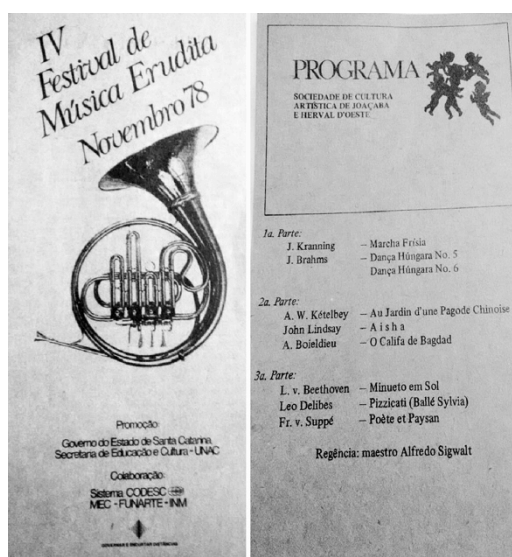 IV
Festival de
Música Erudita
Novembro 78
Promoção
Governo do Estado de Santa Catarina
Secretaria de Educação e Cultura - UNAC
Colaboração:
Sistema CODESC
MEC - FUNARTE - INM
PROGRAMA
SOCIEDADE DE CULTURA
ARTÍSTICA DE JOAÇABA
E HERVAL D'OESTE
1a. Parte:
J. Kranning – Marcha Frísia
J. Brahms – Dança Húngara No. 5
Dança Húngara No. 6
2a. Parte:
A. W. Kételbey – Au Jardin d'une Pagode Chinoise
John Lindsay – Aisha
A. Boieldieu – O Califa de Bagdad
3a. Parte:
L. v. Beethoven – Minueto em Sol
Leo Delibes – Pizzicati (Ballé Sylvia)
Fr. v. Suppé – Poète et Paysan
Regência: maestro Alfredo Sigwalt